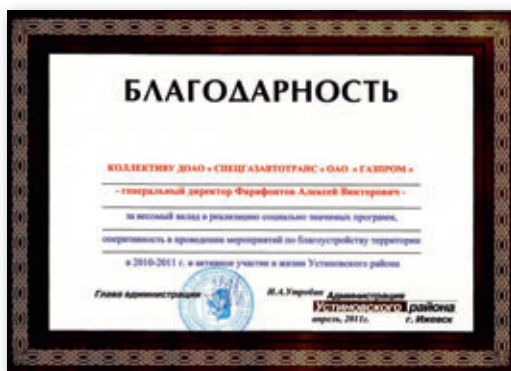 БЛАГОДАРНОСТЬ
КОЛЛЕКТИВУ ДОАО « СПЕЦГАЗАВТОТРАНС » ОАО « ГАЗПРОМ »
- генеральный директор Фарафонтов Алексей Викторович -
за весомый вклад в реализацию социально значимых программ,
оперативность в проведении мероприятий по благоустройству территории
в 2010-2011 г. и активное участие в жизни Устиновского района
Глава администрации И.А.Утробин
Администрация
Устиновского района
апрель, 2011г. г. Ижевск